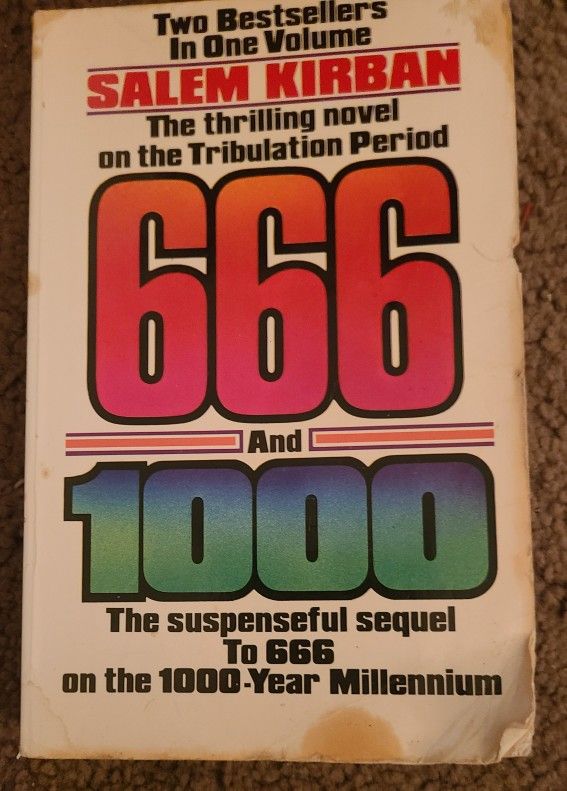 Two Bestsellers
In One Volume
SALEM KIRBAN
The thrilling novel
on the Tribulation Period
666
And
1000
The suspenseful sequel
To 666
on the 1000-Year Millennium